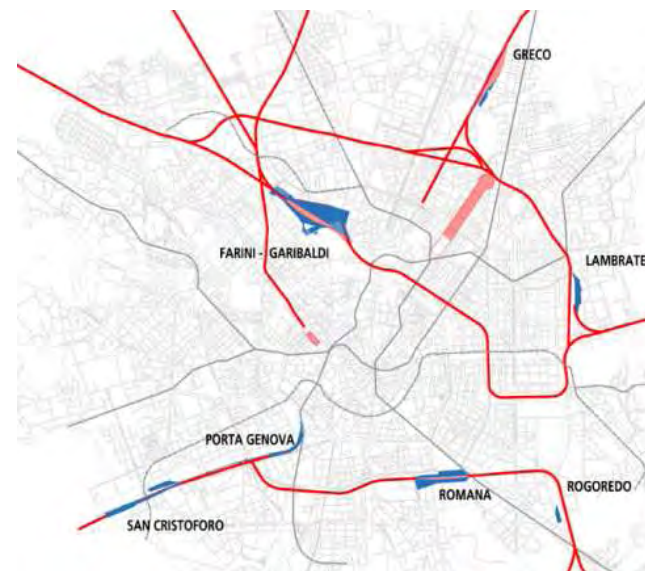 GRECO
FARINI - GARIBALDI
LAMBRATE
PORTA GENOVA
ROGOREDO
ROMANA
SAN CRISTOFORO